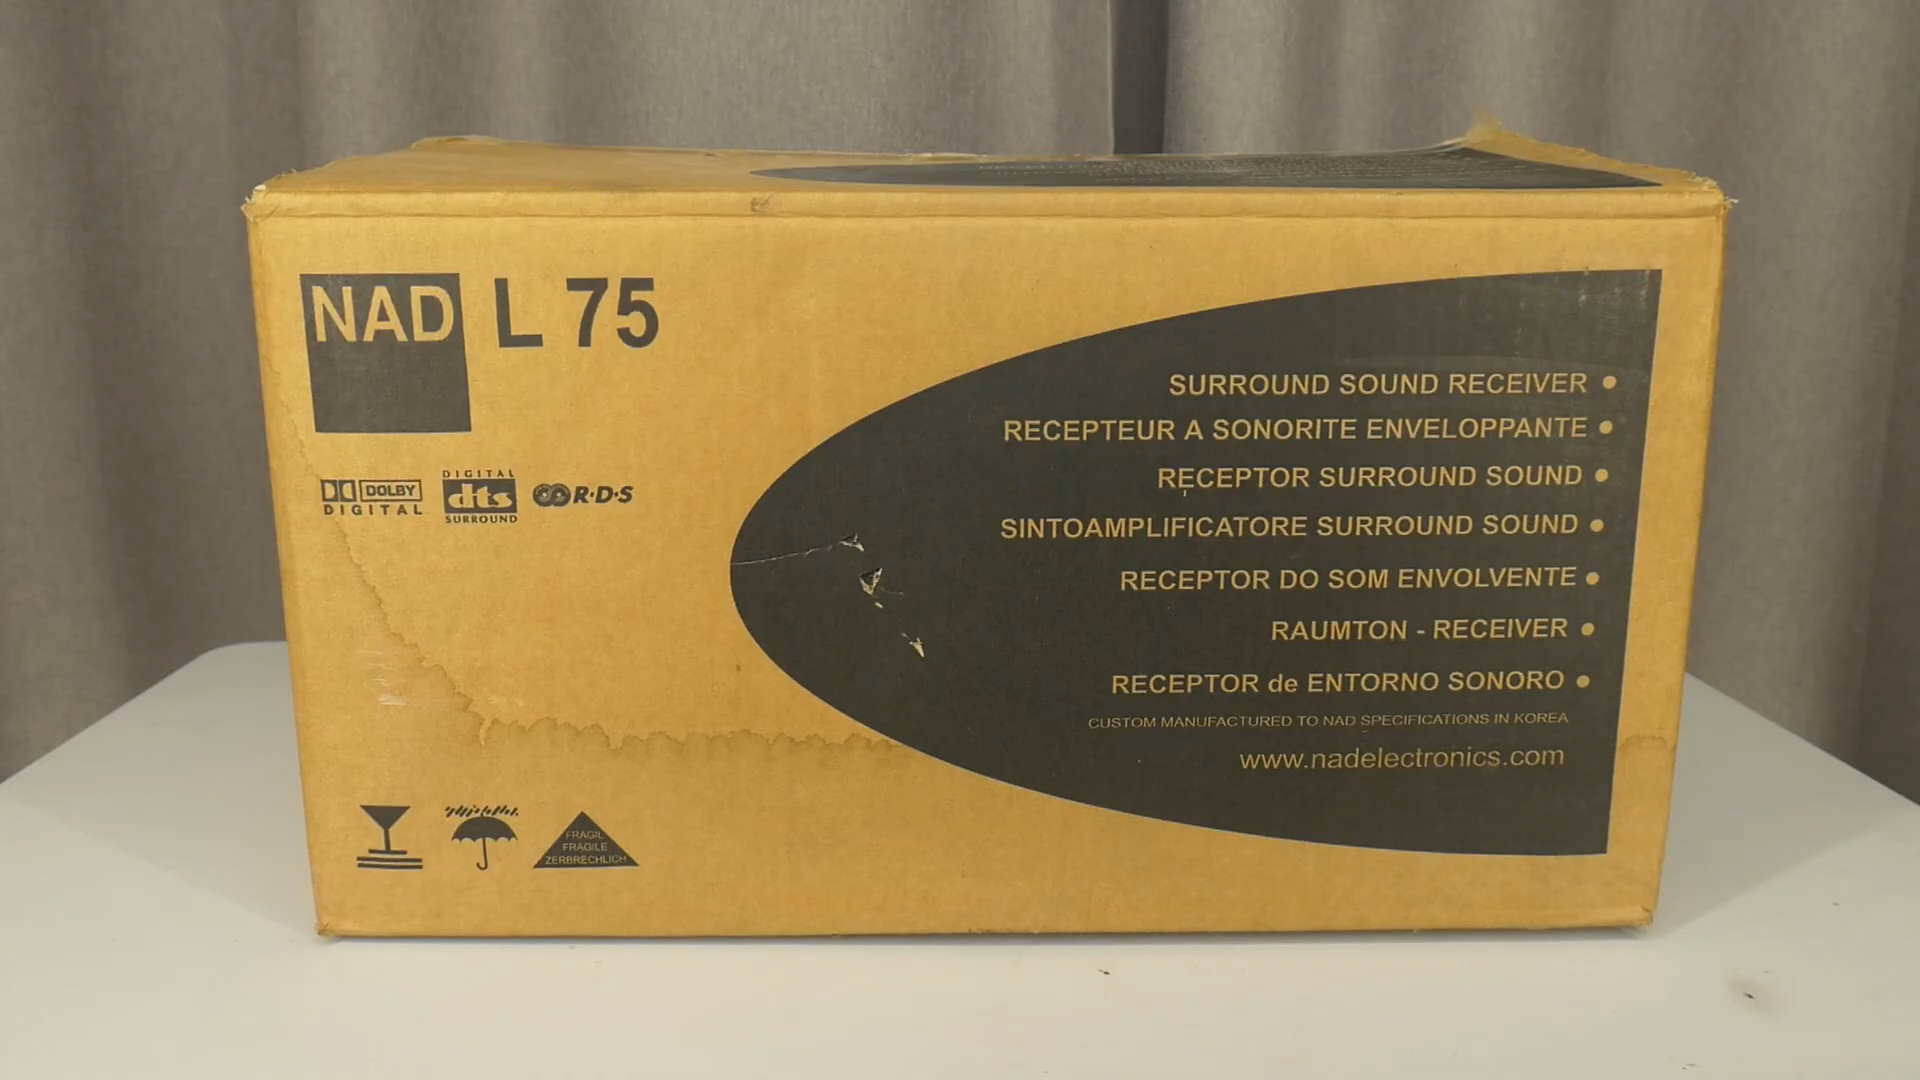 NAD L 75
DOLBY
DIGITAL
DIGITAL
dts
SURROUND
R·D·S
SURROUND SOUND RECEIVER •
RECEPTEUR A SONORITE ENVELOPPANTE •
RECEPTOR SURROUND SOUND •
SINTOAMPLIFICATORE SURROUND SOUND •
RECEPTOR DO SOM ENVOLVENTE •
RAUMTON - RECEIVER •
RECEPTOR de ENTORNO SONORO •
CUSTOM MANUFACTURED TO NAD SPECIFICATIONS IN KOREA
www.nadelectronics.com
FRAGIL
FRAGILE
ZERBRECHLICH